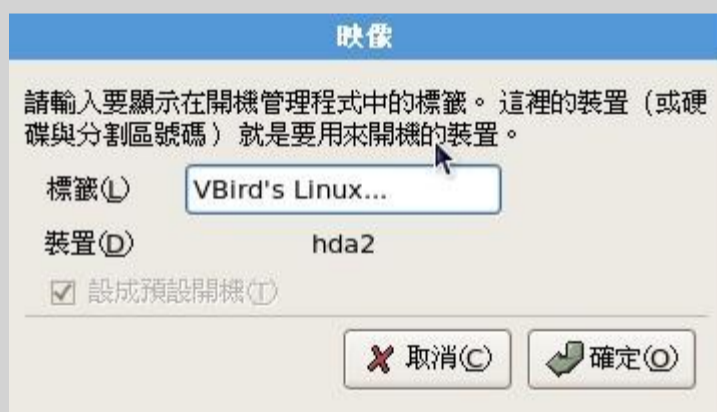 映像
請輸入要顯示在開機管理程式中的標籤。 這裡的裝置 (或硬
碟與分割區號碼) 就是要用來開機的裝置。
標籤(L) VBird's Linux...
裝置(D) hda2
設成預設開機(T)
取消(C) 確定(O)